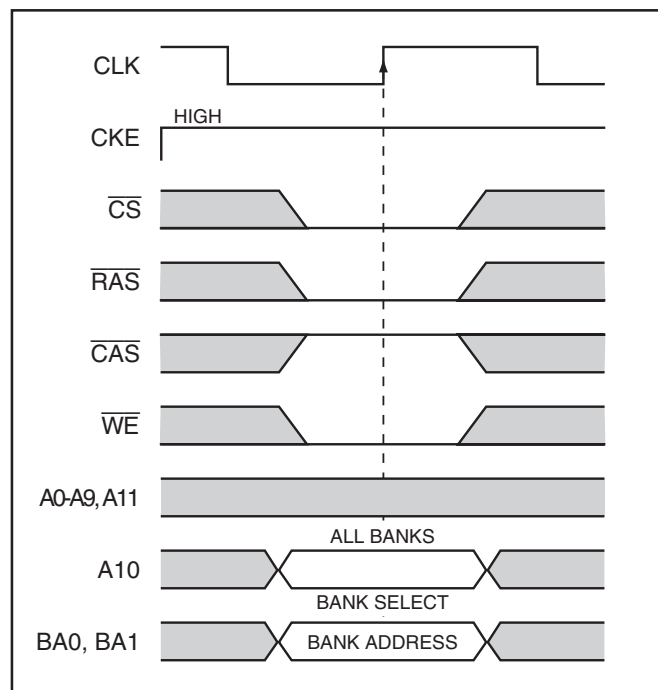 CLK
HIGH
CKE
CS
RAS
CAS
WE
A0-A9, A11
ALL BANKS
A10
BANK SELECT
BA0, BA1
BANK ADDRESS